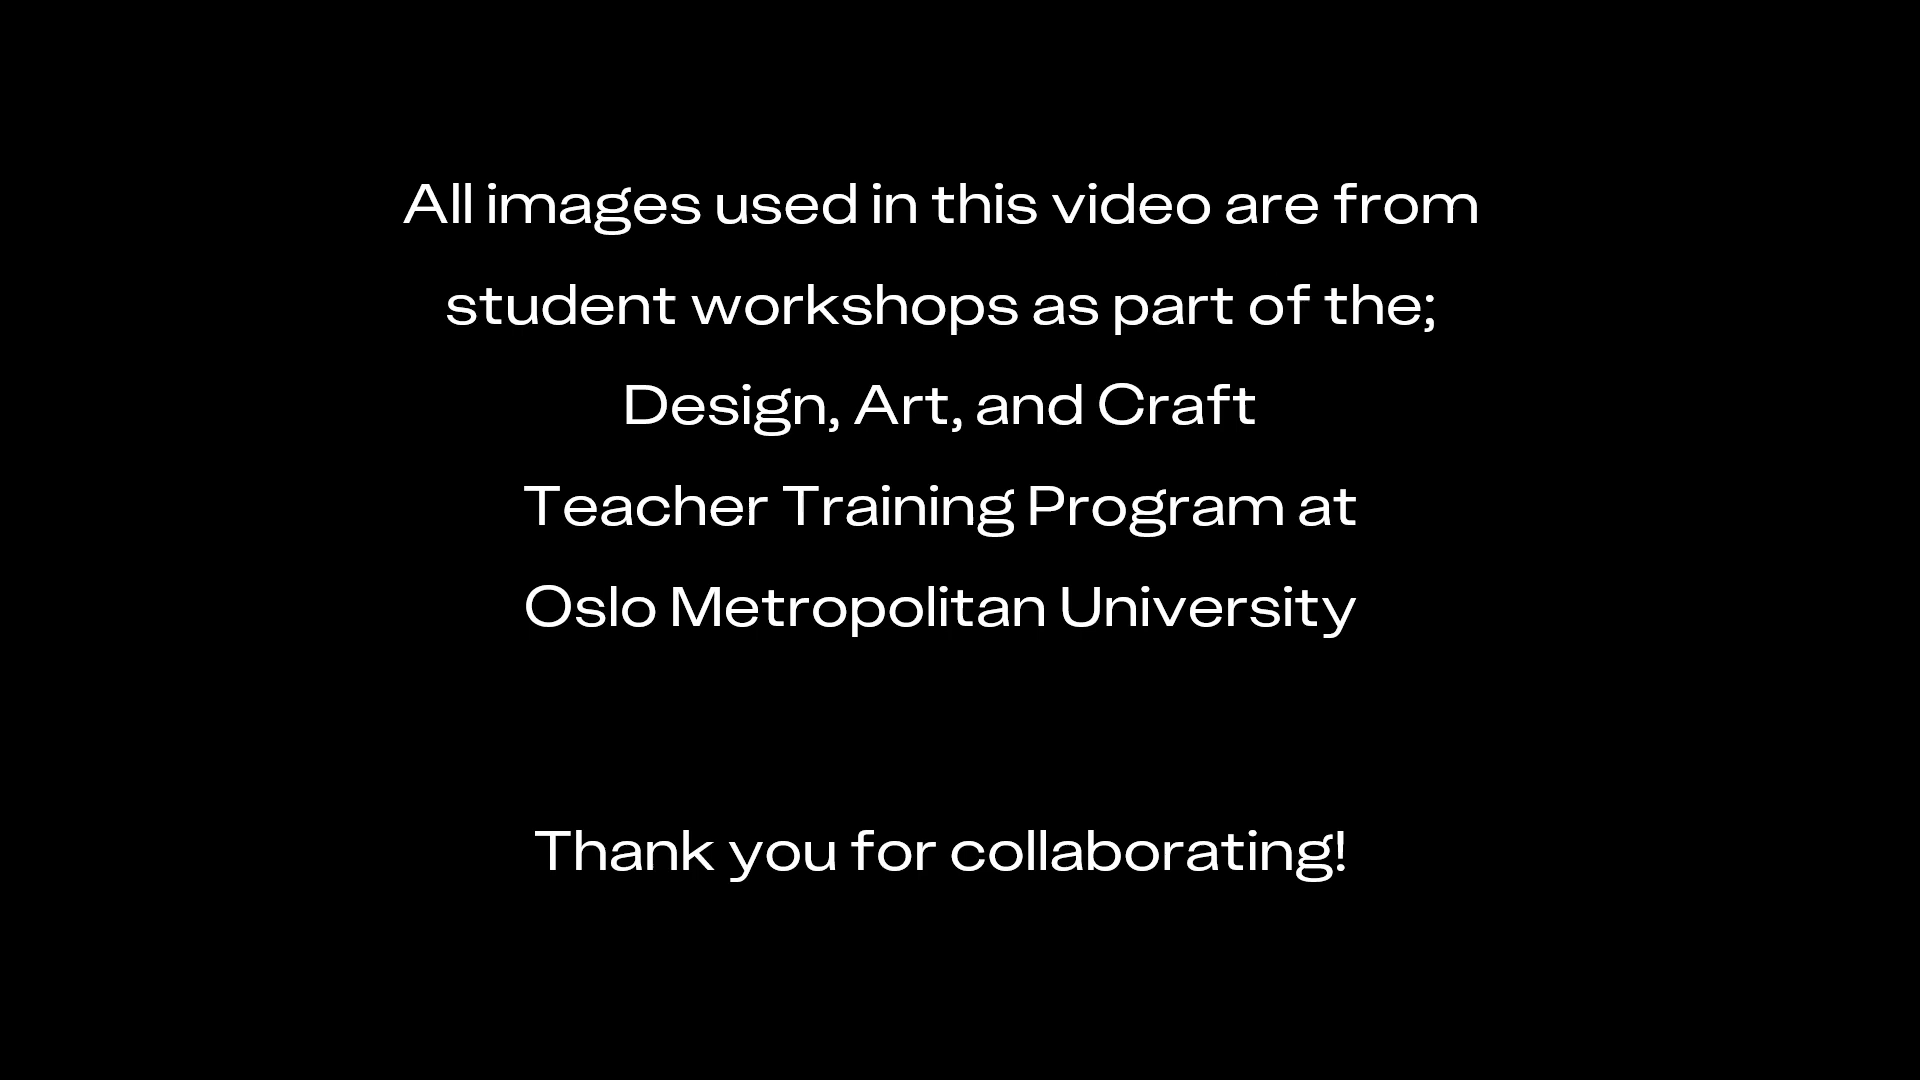 All images used in this video are from
student workshops as part of the;
Design, Art, and Craft
Teacher Training Program at
Oslo Metropolitan University
Thank you for collaborating!